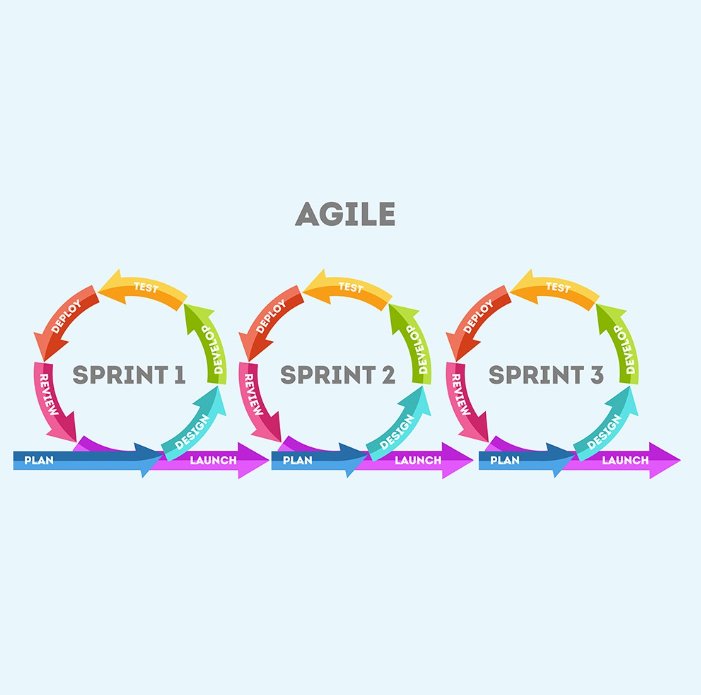 AGILE
SPRINT 1
PLAN
DESIGN
DEVELOP
TEST
DEPLOY
REVIEW
LAUNCH
SPRINT 2
PLAN
DESIGN
DEVELOP
TEST
DEPLOY
REVIEW
LAUNCH
SPRINT 3
PLAN
DESIGN
DEVELOP
TEST
DEPLOY
REVIEW
LAUNCH